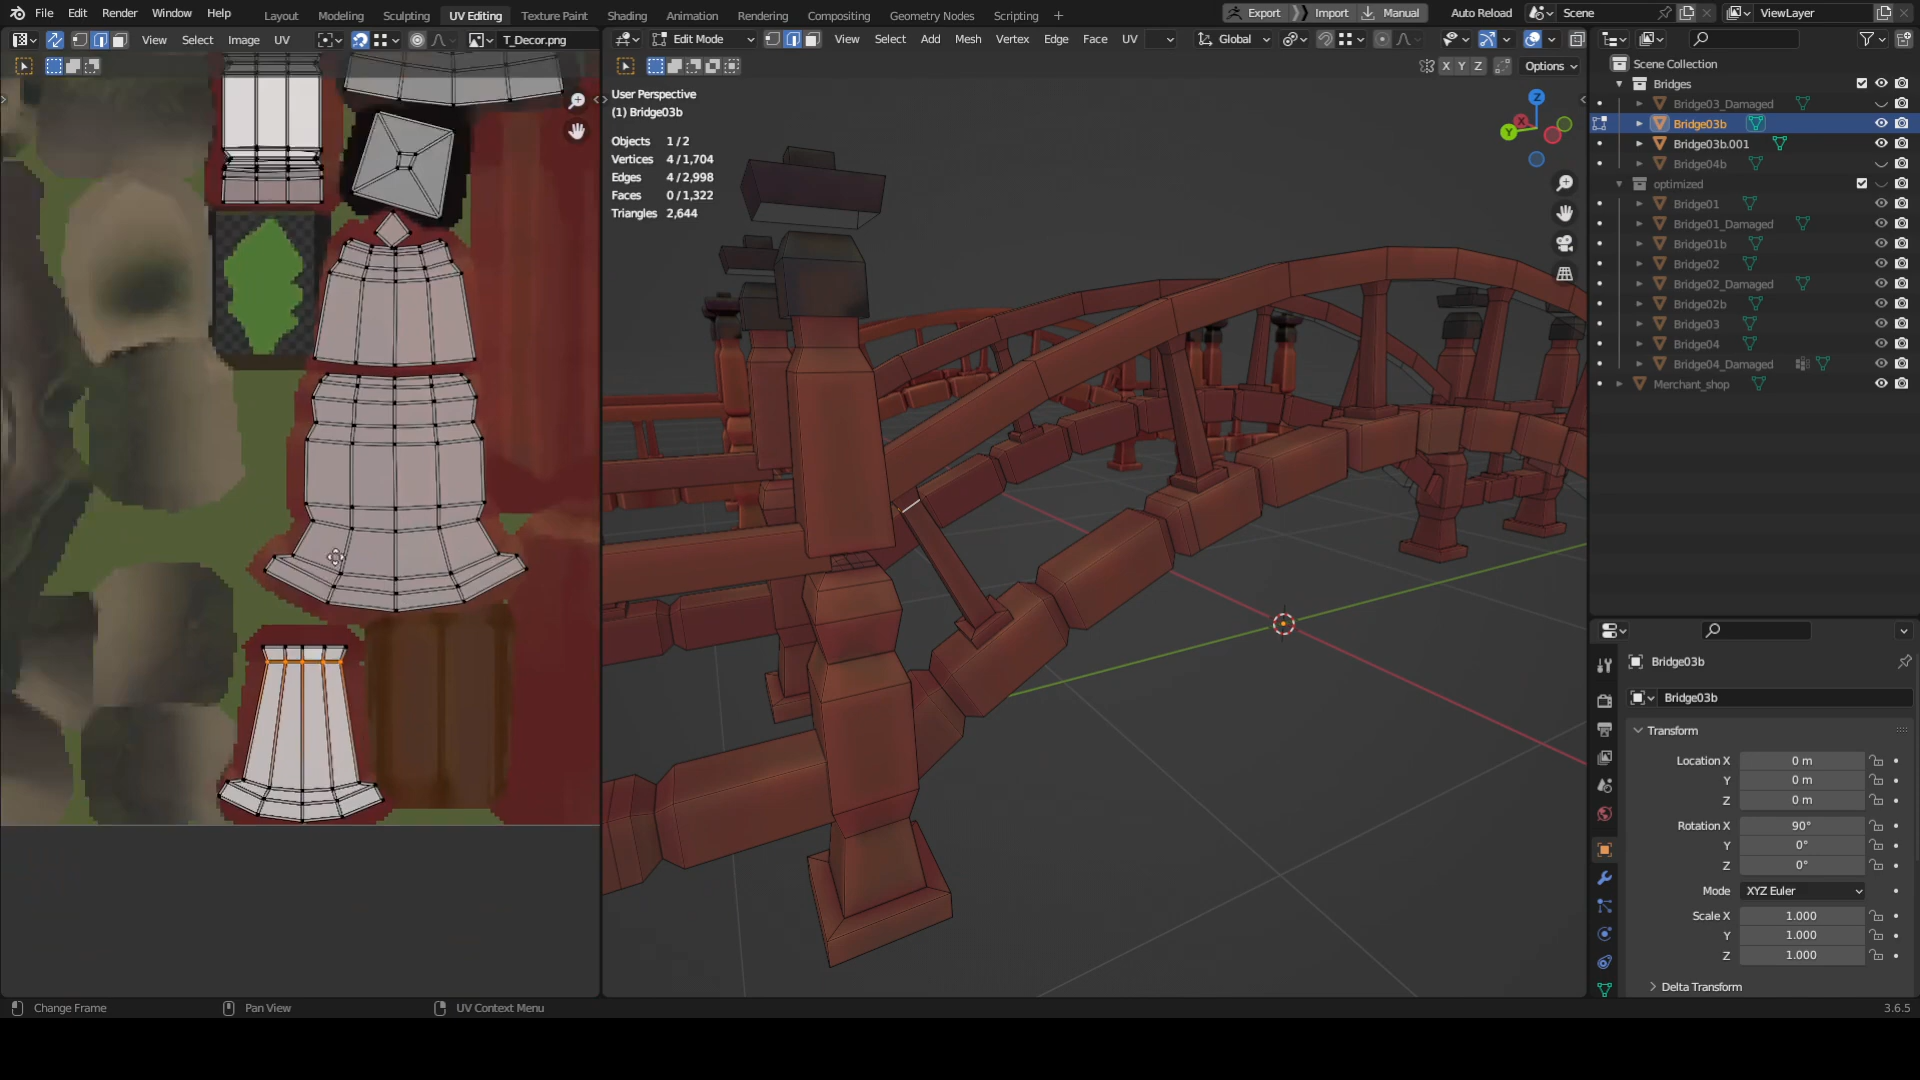 File Edit Render Window Help Layout Modeling Sculpting UV Editing Texture Paint Shading Animation Rendering Compositing Geometry Nodes Scripting + Export Import Manual Auto Reload Scene ViewLayer
View Select Image UV T_Decor.png Edit Mode View Select Add Mesh Vertex Edge Face UV Global
X Y Z Options
User Perspective
(1) Bridge03b
Objects 1/2
Vertices 4/1,704
Edges 4/2,998
Faces 0/1,322
Triangles 2,644
Z
X
Y
Scene Collection
Bridges
Bridge03_Damaged
Bridge03b
Bridge03b.001
Bridge04b
optimized
Bridge01
Bridge01_Damaged
Bridge01b
Bridge02
Bridge02_Damaged
Bridge02b
Bridge03
Bridge04
Bridge04_Damaged
Merchant_shop
Bridge03b
Bridge03b
Transform
Location X 0 m
Y 0 m
Z 0 m
Rotation X 90°
Y 0°
Z 0°
Mode XYZ Euler
Scale X 1.000
Y 1.000
Z 1.000
Delta Transform
Change Frame Pan View UV Context Menu 3.6.5